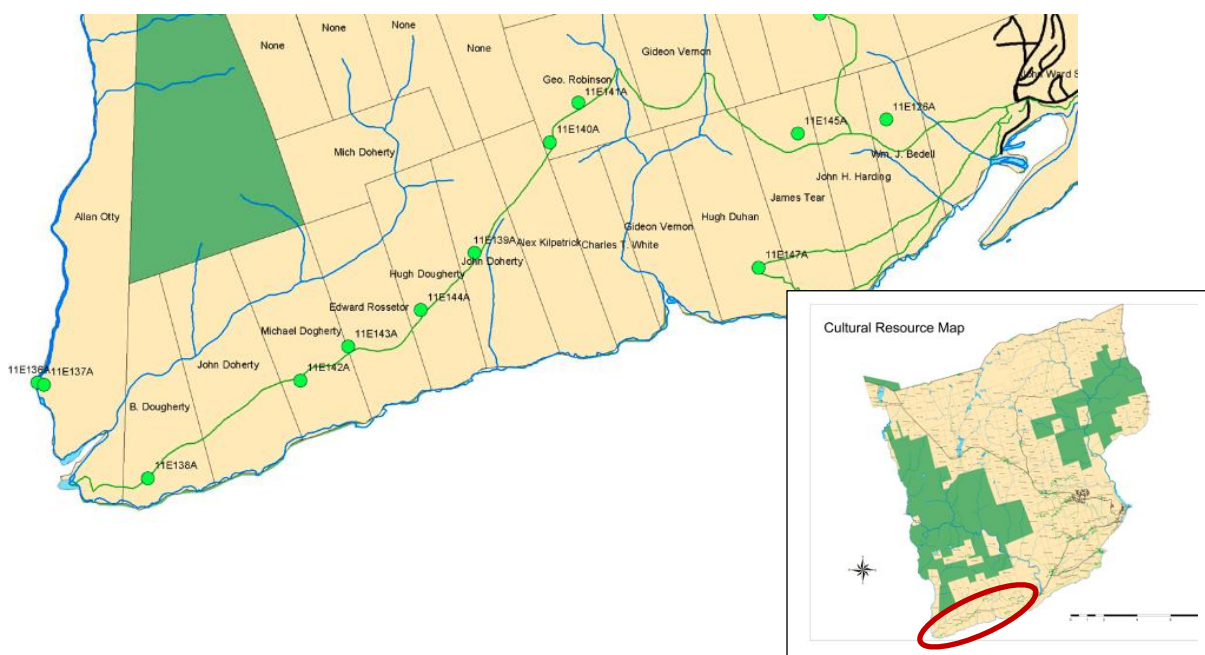 None
None
None
None
Gideon Vernon
Geo. Robinson
11E141A
John Ward S
11E126A
11E145A
11E140A
Mich Doherty
Wm. J. Bedell
John H. Harding
James Tear
Allan Otty
Hugh Duhan
Gideon Vernon
Charles T. White
Alex Kilpatrick
11E139A
John Doherty
Hugh Dougherty
11E147A
11E144A
Edward Rossetor
Michael Dogherty
11E143A
John Doherty
11E142A
11E136A
11E137A
B. Dougherty
11E138A
Cultural Resource Map